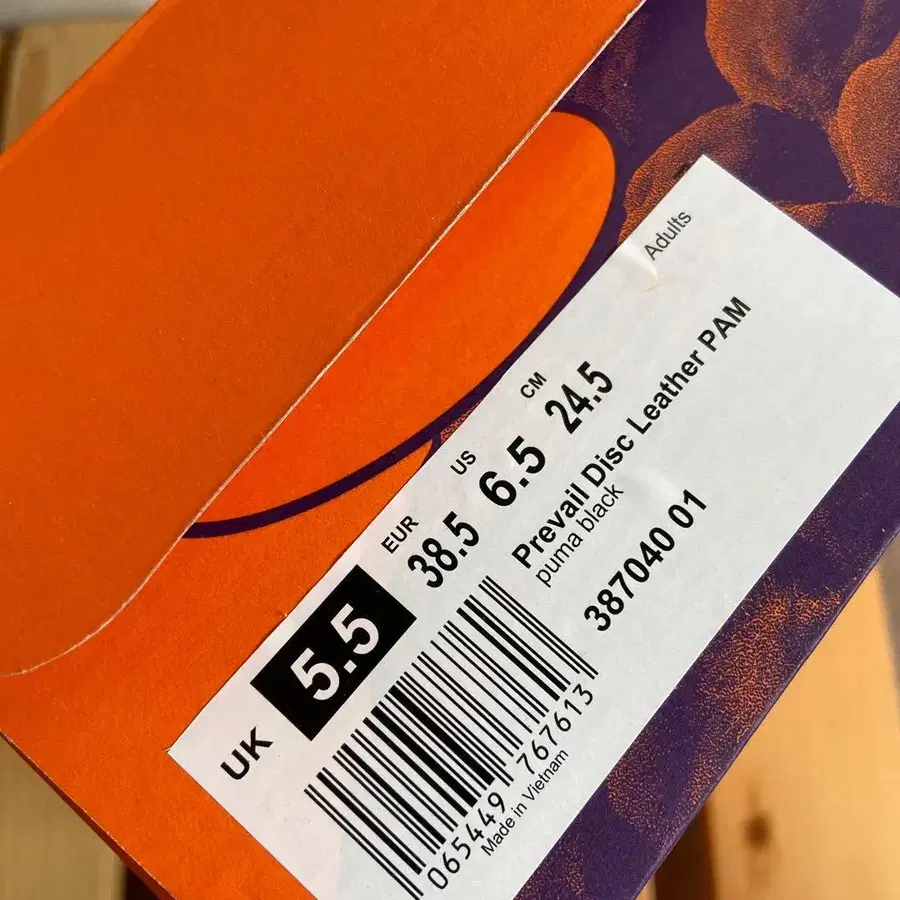 Adults
UK 5.5
EUR 38.5
US 6.5
CM 24.5
Prevail Disc Leather PAM
puma black
387040 01
065449 767613
Made in Vietnam